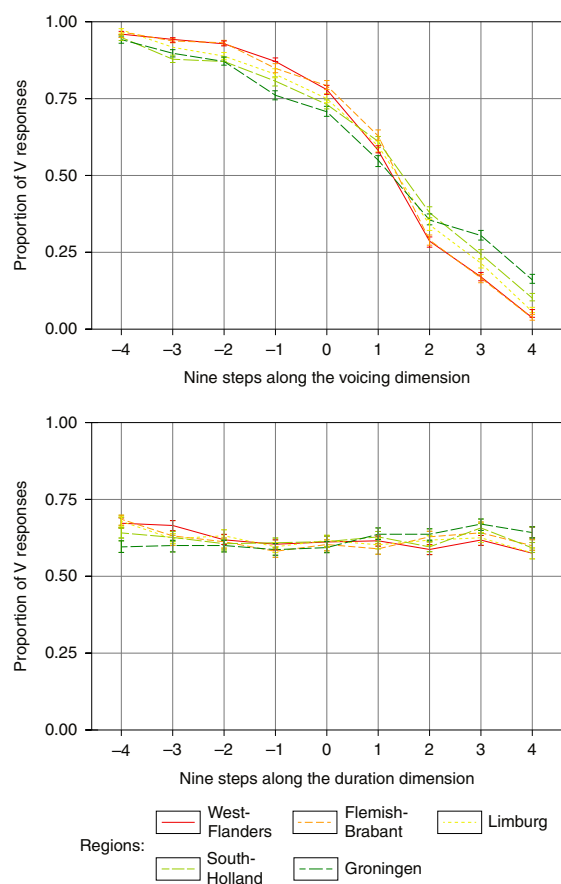 1.00
0.75
0.50
0.25
0.00
Proportion of V responses
–4 –3 –2 –1 0 1 2 3 4
Nine steps along the voicing dimension
1.00
0.75
0.50
0.25
0.00
Proportion of V responses
–4 –3 –2 –1 0 1 2 3 4
Nine steps along the duration dimension
Regions:
West-
Flanders
Flemish-
Brabant
Limburg
South-
Holland
Groningen